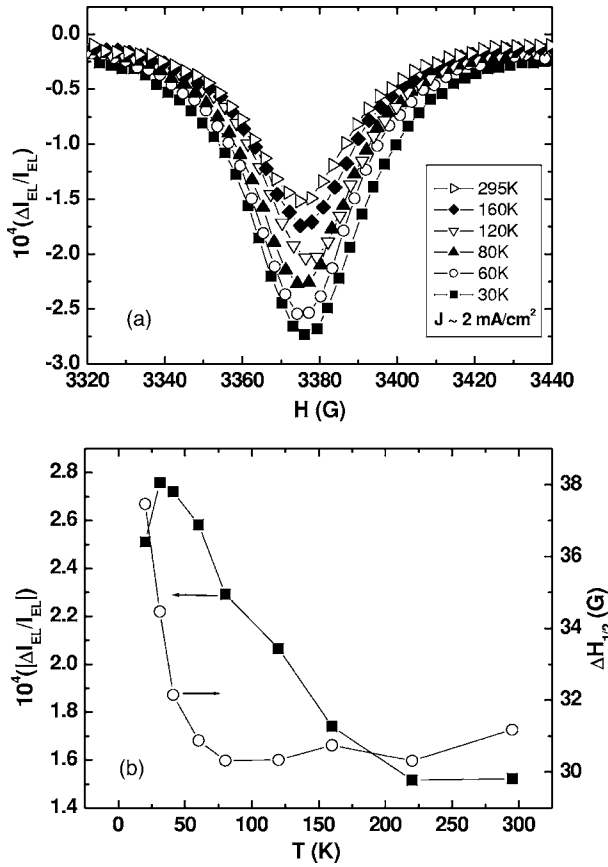 (a)
0.0
-0.5
-1.0
-1.5
-2.0
-2.5
-3.0
10⁴(ΔI_EL/I_EL)
295K
160K
120K
80K
60K
30K
J ~ 2 mA/cm²
3320 3340 3360 3380 3400 3420 3440
H (G)
(b)
2.8
2.6
2.4
2.2
2.0
1.8
1.6
1.4
10⁴(|ΔI_EL/I_EL|)
38
36
34
32
30
ΔH_1/2 (G)
0 50 100 150 200 250 300
T (K)